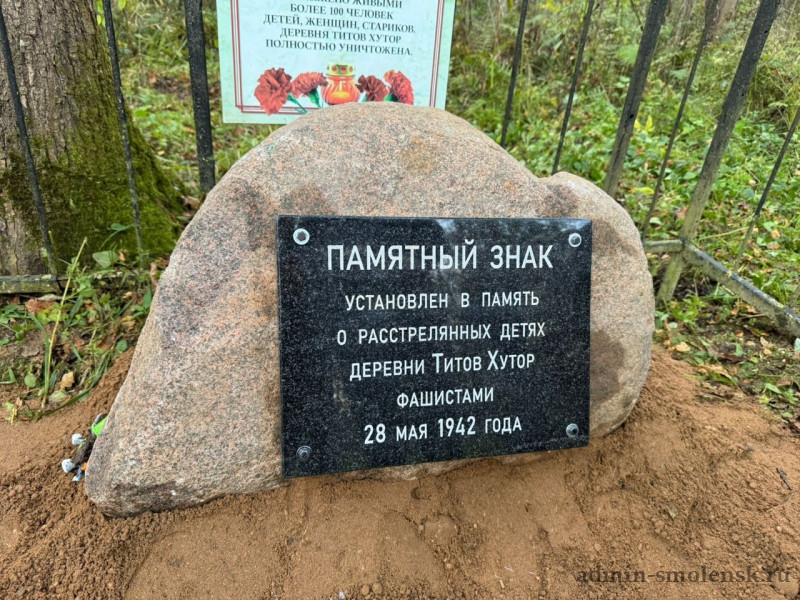 ЖИВЫМИ
БОЛЕЕ 100 ЧЕЛОВЕК
ДЕТЕЙ, ЖЕНЩИН, СТАРИКОВ.
ДЕРЕВНЯ ТИТОВ ХУТОР
ПОЛНОСТЬЮ УНИЧТОЖЕНА.
ПАМЯТНЫЙ ЗНАК
УСТАНОВЛЕН В ПАМЯТЬ
О РАССТРЕЛЯННЫХ ДЕТЯХ
ДЕРЕВНИ ТИТОВ ХУТОР
ФАШИСТАМИ
28 МАЯ 1942 ГОДА
admin-smolensk.ru